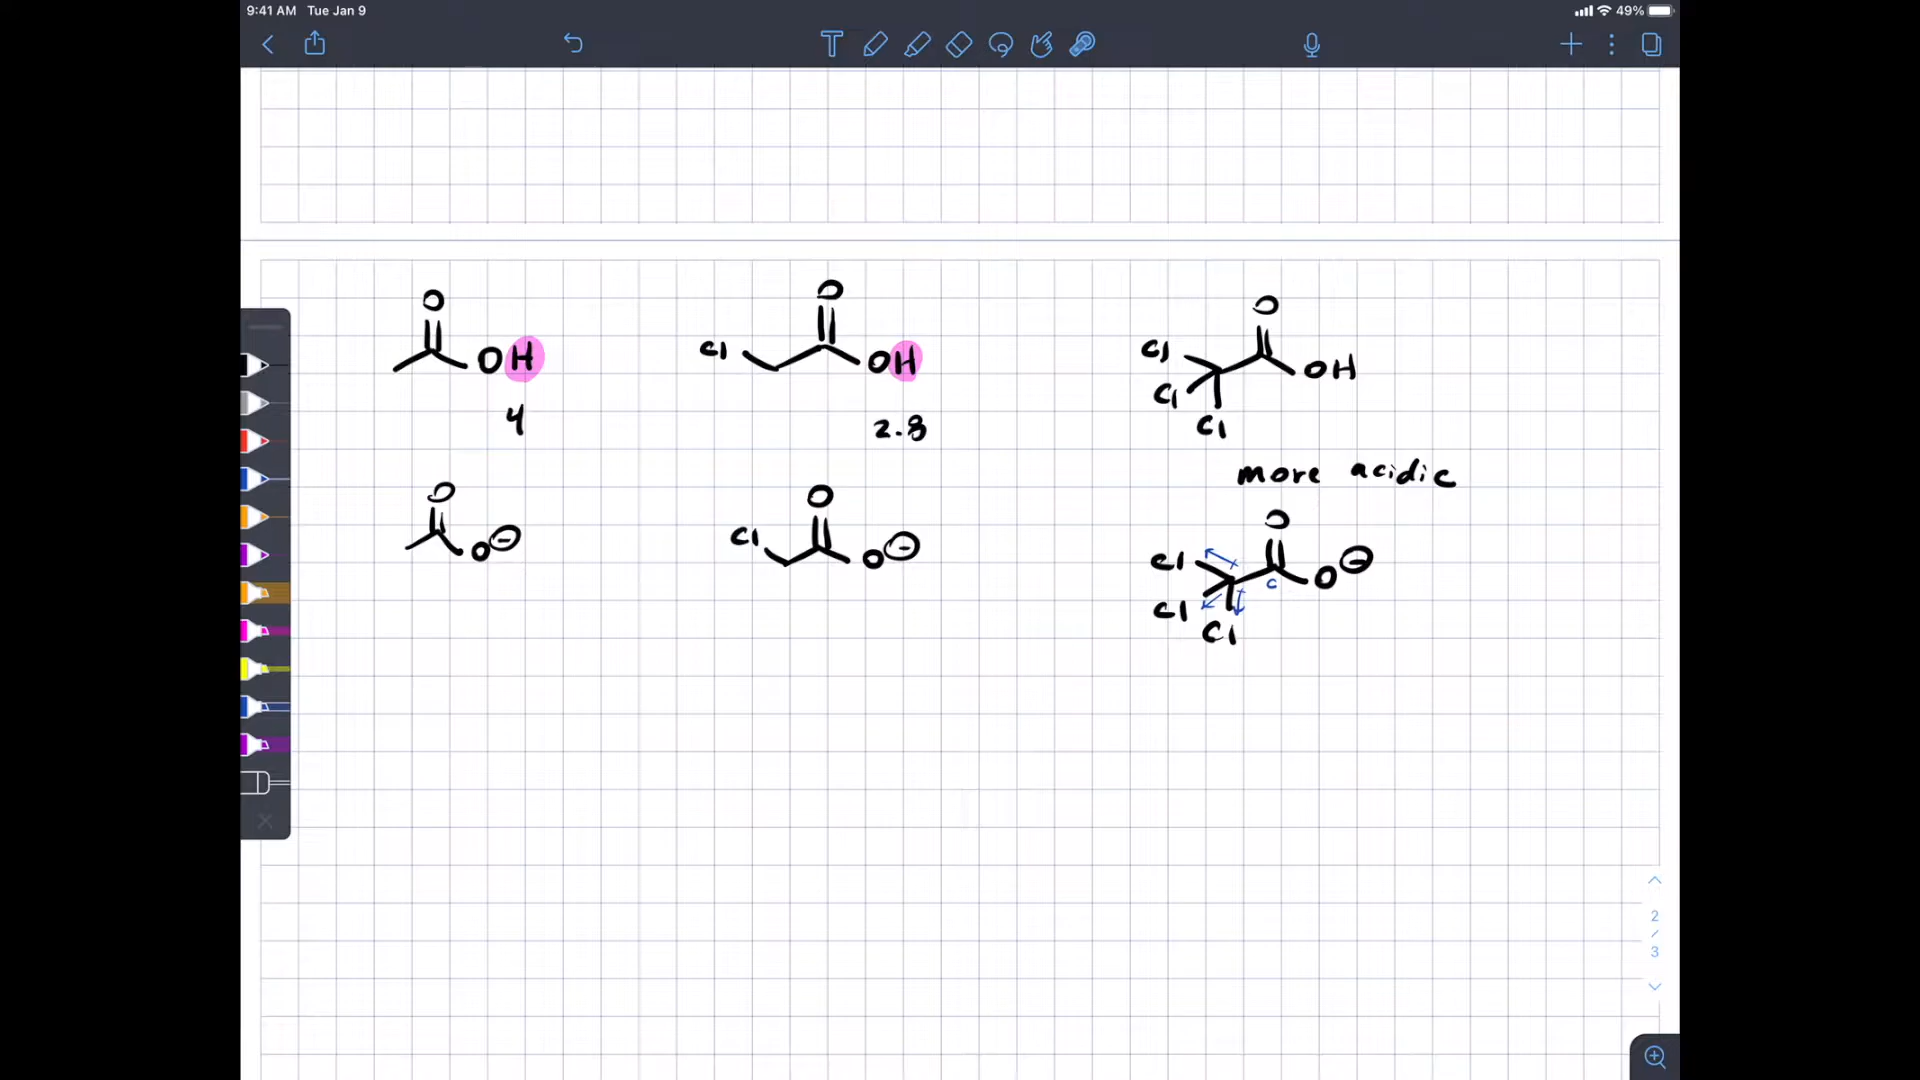 9:41 AM Tue Jan 9
49%
T
O
OH
4
O
Cl
OH
2.8
O
Cl
Cl
Cl
OH
more acidic
O
O⊖
O
Cl
O⊖
O
Cl
Cl
Cl
C
O⊖
2
/
3